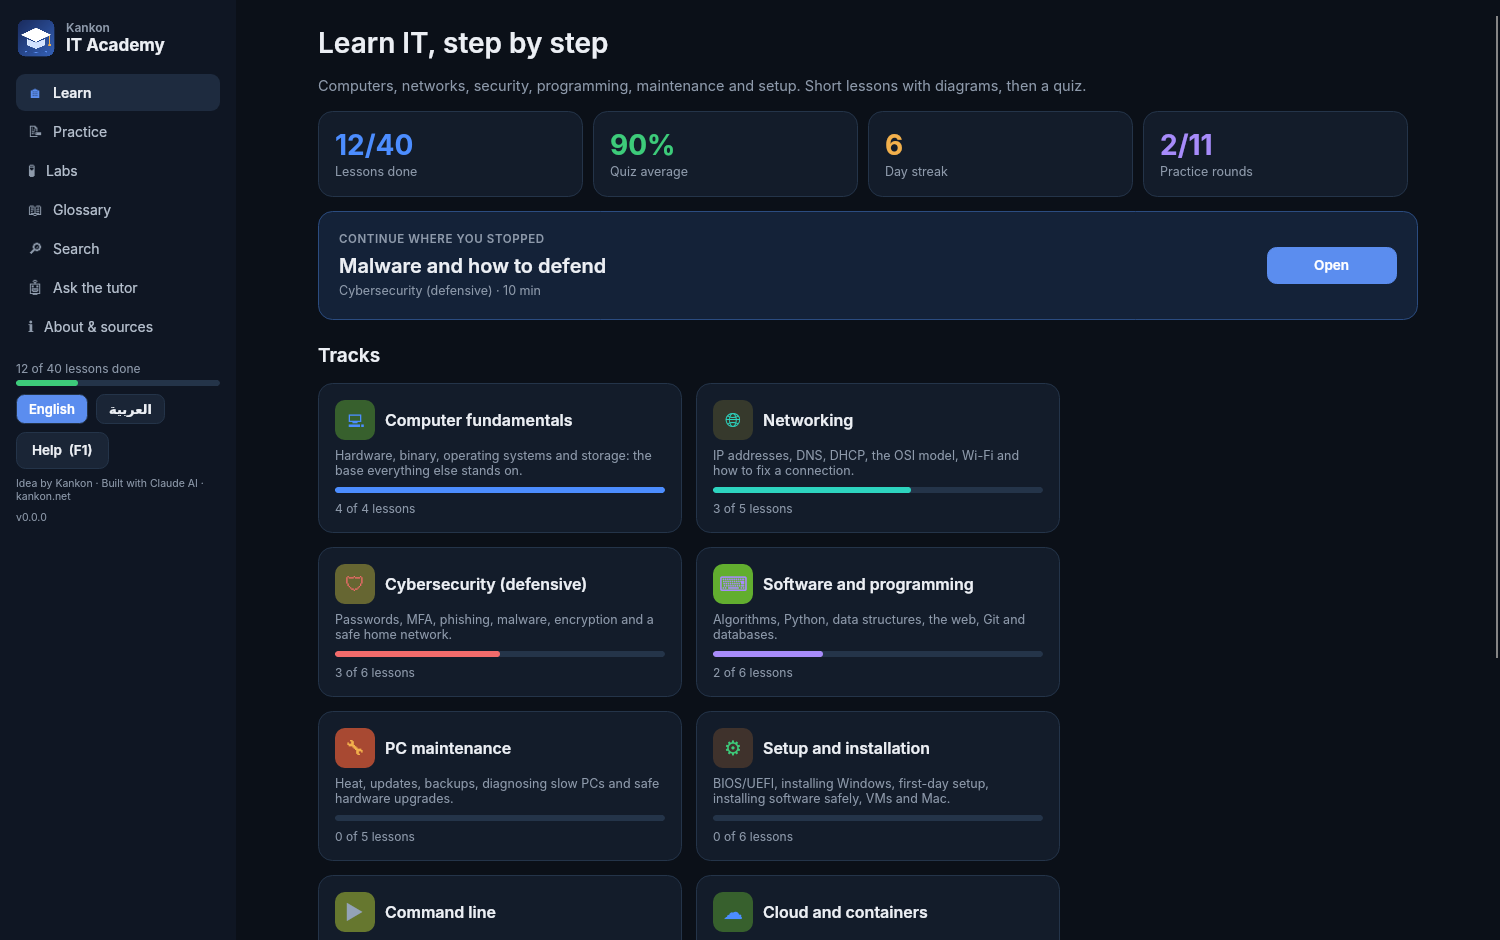 Kankon
IT Academy
Learn
Practice
Labs
Glossary
Search
Ask the tutor
About & sources
12 of 40 lessons done
English
العربية
Help (F1)
Idea by Kankon · Built with Claude AI ·
kankon.net
v0.0.0
Learn IT, step by step
Computers, networks, security, programming, maintenance and setup. Short lessons with diagrams, then a quiz.
12/40
Lessons done
90%
Quiz average
6
Day streak
2/11
Practice rounds
CONTINUE WHERE YOU STOPPED
Malware and how to defend
Cybersecurity (defensive) · 10 min
Open
Tracks
Computer fundamentals
Hardware, binary, operating systems and storage: the
base everything else stands on.
4 of 4 lessons
Networking
IP addresses, DNS, DHCP, the OSI model, Wi-Fi and
how to fix a connection.
3 of 5 lessons
Cybersecurity (defensive)
Passwords, MFA, phishing, malware, encryption and a
safe home network.
3 of 6 lessons
Software and programming
Algorithms, Python, data structures, the web, Git and
databases.
2 of 6 lessons
PC maintenance
Heat, updates, backups, diagnosing slow PCs and safe
hardware upgrades.
0 of 5 lessons
Setup and installation
BIOS/UEFI, installing Windows, first-day setup,
installing software safely, VMs and Mac.
0 of 6 lessons
Command line
Cloud and containers